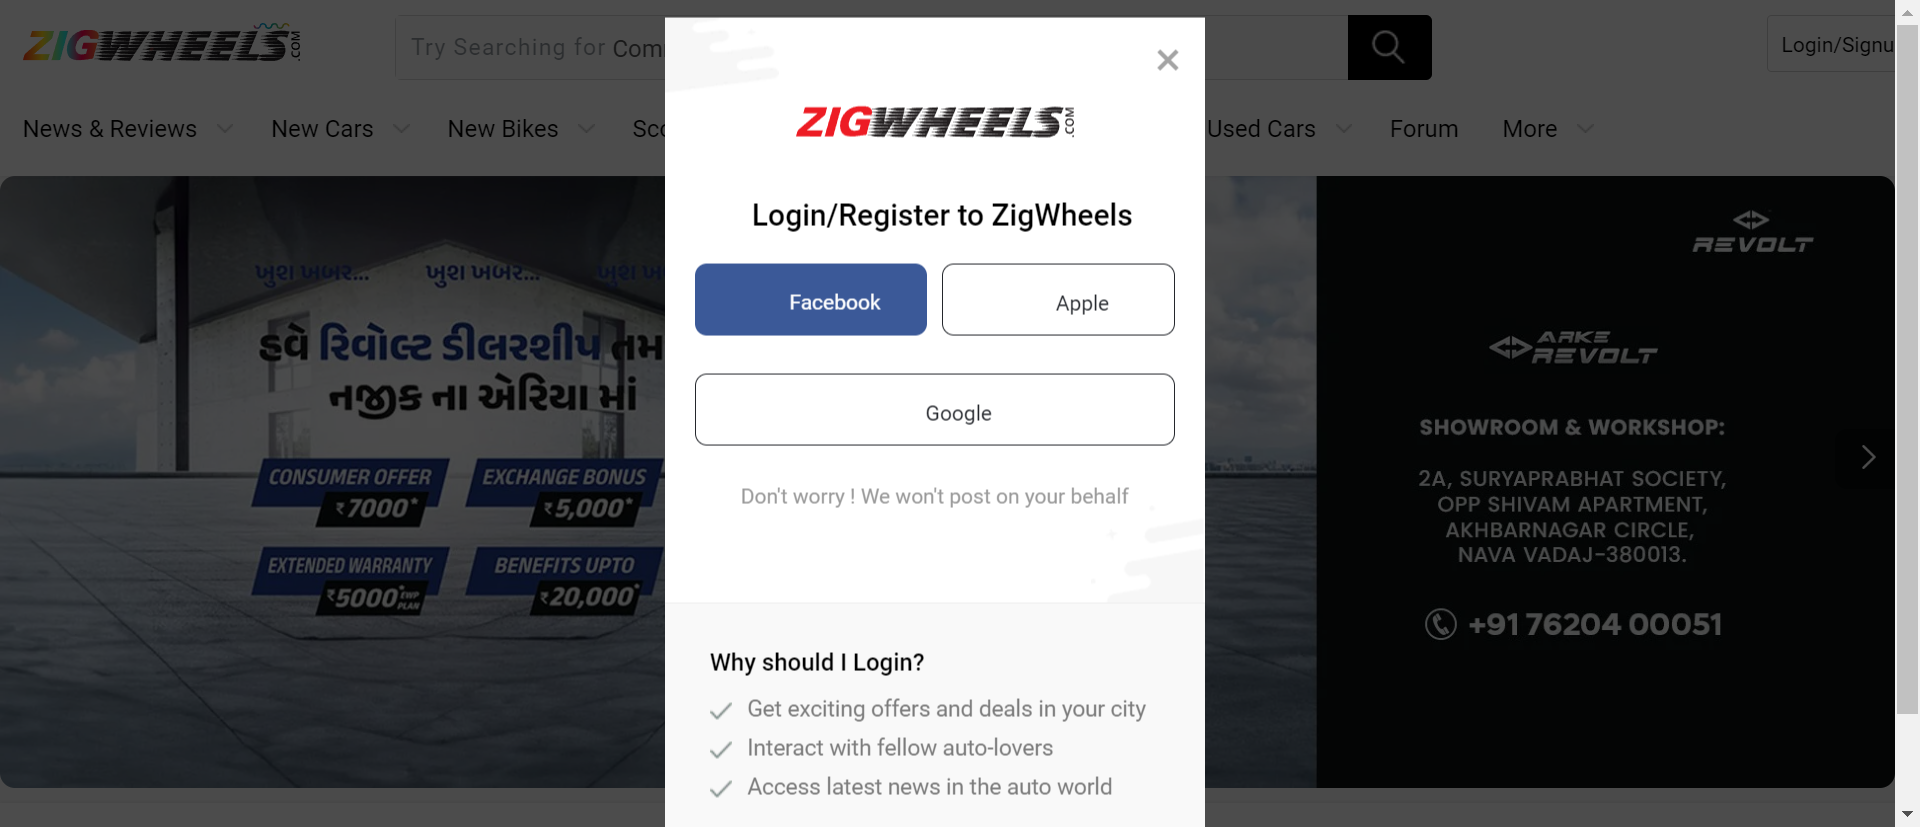 ZIGWHEELS.COM
Try Searching for Com
Login/Signu
News & Reviews
New Cars
New Bikes
Sco
Used Cars
Forum
More
ZIGWHEELS.COM
Login/Register to ZigWheels
Facebook
Apple
Google
Don't worry ! We won't post on your behalf
Why should I Login?
Get exciting offers and deals in your city
Interact with fellow auto-lovers
Access latest news in the auto world
ખુશ ખબર... ખુશ ખબર... ખુશ ખ
હવે રિવોલ્ટ ડીલરશીપ તમ
નજીક ના એરિયા માં
CONSUMER OFFER
₹7000*
EXCHANGE BONUS
₹5,000*
EXTENDED WARRANTY
₹5000* EWP PLAN
BENEFITS UPTO
₹20,000*
REVOLT
ARKE
REVOLT
SHOWROOM & WORKSHOP:
2A, SURYAPRABHAT SOCIETY,
OPP SHIVAM APARTMENT,
AKHBARNAGAR CIRCLE,
NAVA VADAJ-380013.
+91 76204 00051